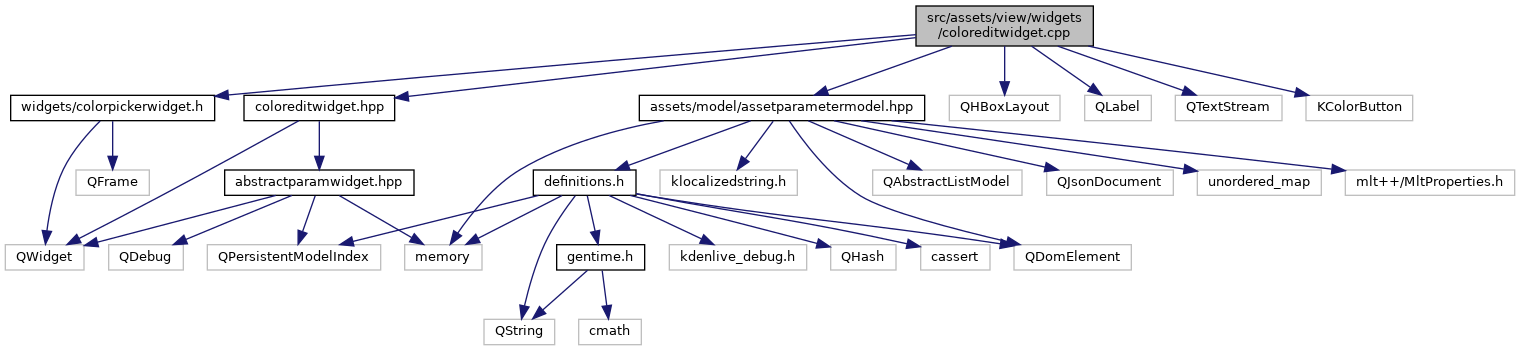 src/assets/view/widgets
/coloreditwidget.cpp
widgets/colorpickerwidget.h
coloreditwidget.hpp
assets/model/assetparametermodel.hpp
QHBoxLayout
QLabel
QTextStream
KColorButton
QFrame
abstractparamwidget.hpp
definitions.h
klocalizedstring.h
QAbstractListModel
QJsonDocument
unordered_map
mlt++/MltProperties.h
QWidget
QDebug
QPersistentModelIndex
memory
gentime.h
kdenlive_debug.h
QHash
cassert
QDomElement
QString
cmath